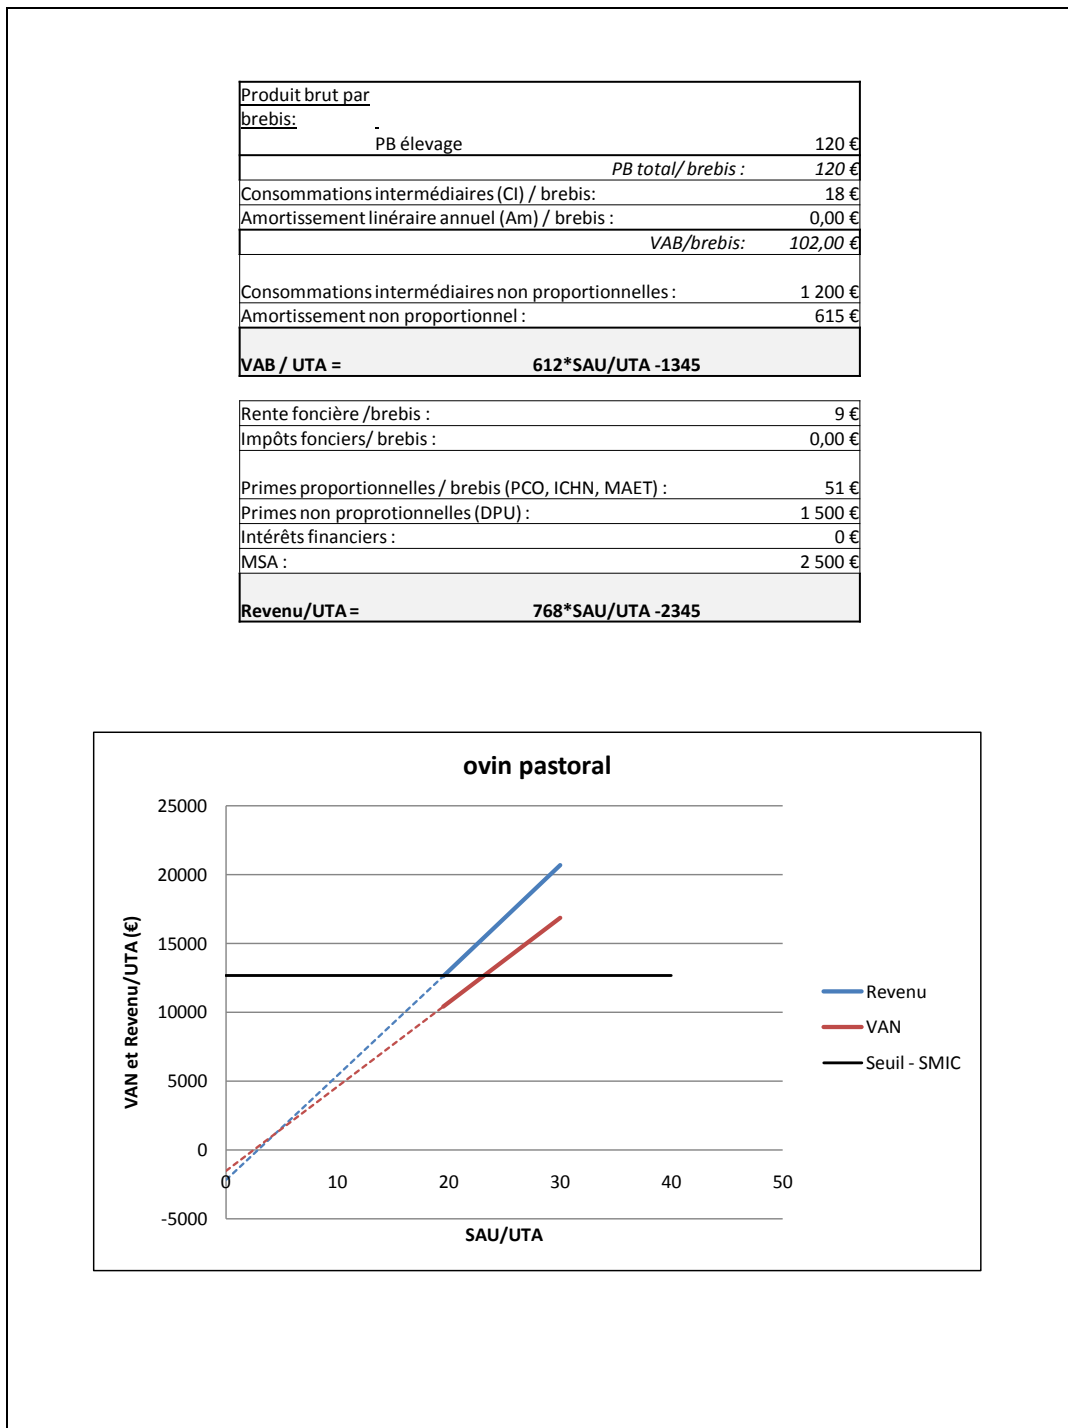 Produit brut par
brebis:
PB élevage 120 €
PB total/ brebis : 120 €
Consommations intermédiaires (CI) / brebis: 18 €
Amortissement linéraire annuel (Am) / brebis : 0,00 €
VAB/brebis: 102,00 €
Consommations intermédiaires non proportionnelles : 1 200 €
Amortissement non proportionnel : 615 €
VAB / UTA = 612*SAU/UTA -1345
Rente foncière /brebis : 9 €
Impôts fonciers/ brebis : 0,00 €
Primes proportionnelles / brebis (PCO, ICHN, MAET) : 51 €
Primes non proprotionnelles (DPU) : 1 500 €
Intérêts financiers : 0 €
MSA : 2 500 €
Revenu/UTA = 768*SAU/UTA -2345
ovin pastoral
25000
20000
15000
10000
5000
0
-5000
VAN et Revenu/UTA (€)
0 10 20 30 40 50
SAU/UTA
Revenu
VAN
Seuil - SMIC